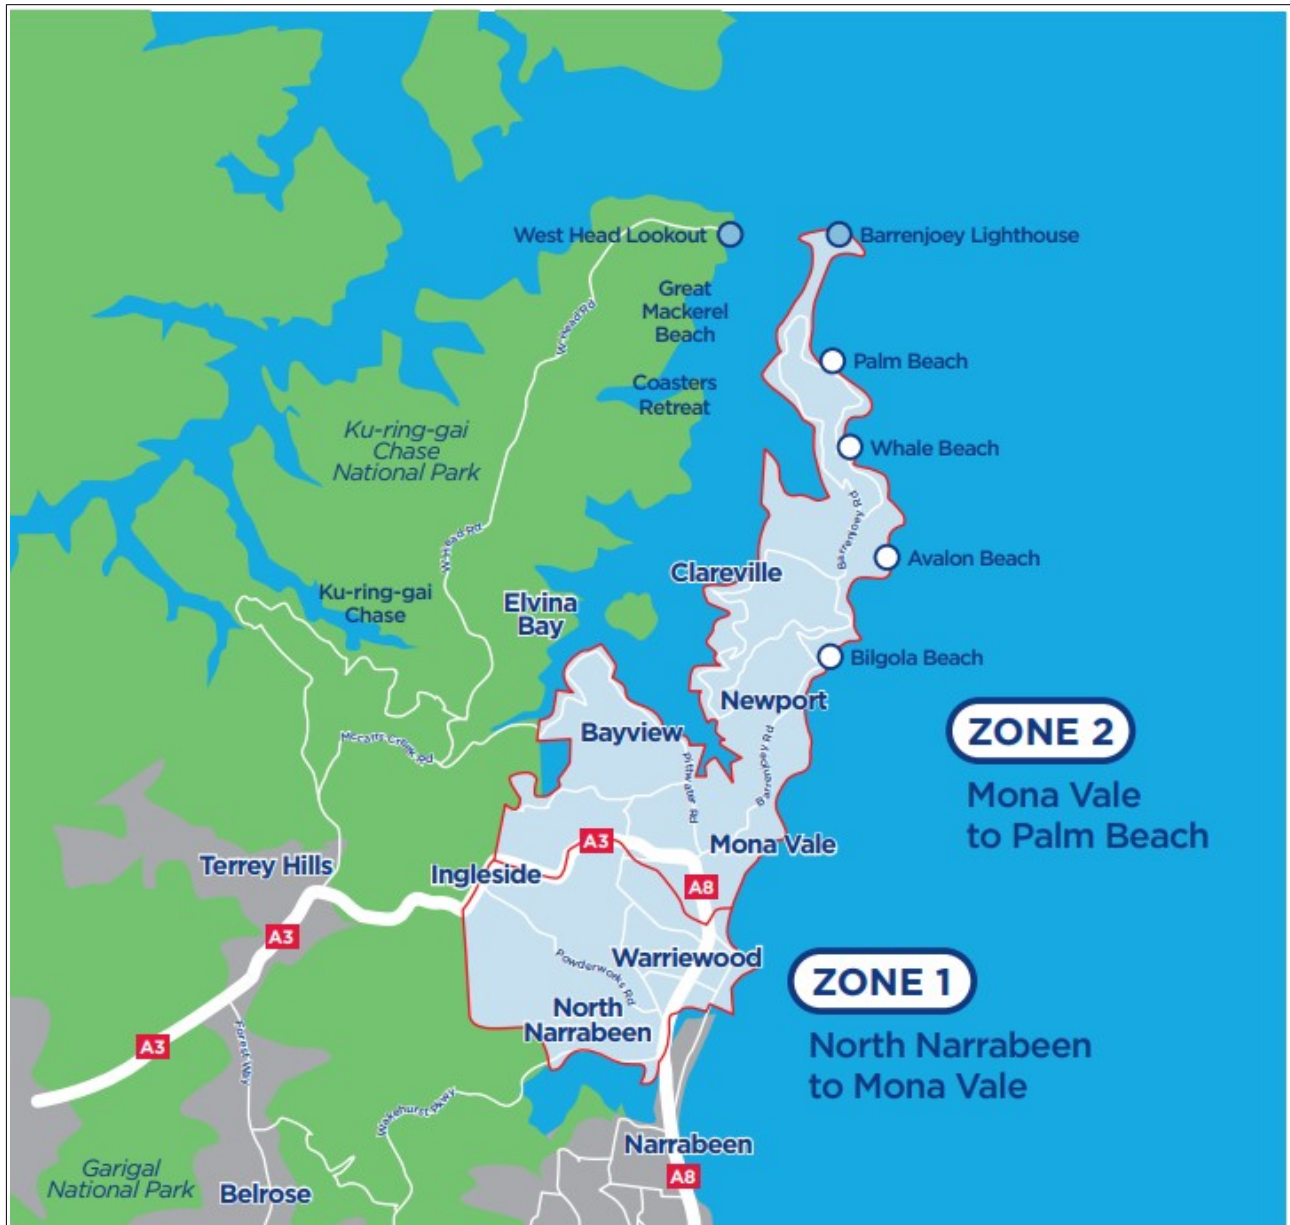 West Head Lookout
Barrenjoey Lighthouse
Great
Mackerel
Beach
W Head Rd
Palm Beach
Coasters
Retreat
Ku-ring-gai
Chase
National Park
Whale Beach
Barrenjoey Rd
W Head Rd
Avalon Beach
Clareville
Ku-ring-gai
Chase
Elvina
Bay
Bilgola Beach
Newport
Bayview
ZONE 2
Mona Vale
to Palm Beach
Mccarrs Creek Rd
Pittwater Rd
Barrenjoey Rd
A3
Mona Vale
Terrey Hills
Ingleside
A8
A3
Warriewood
Powderworks Rd
ZONE 1
North Narrabeen
to Mona Vale
North
Narrabeen
A3
Forest Way
Wakehurst Pkwy
Narrabeen
Garigal
National Park
A8
Belrose